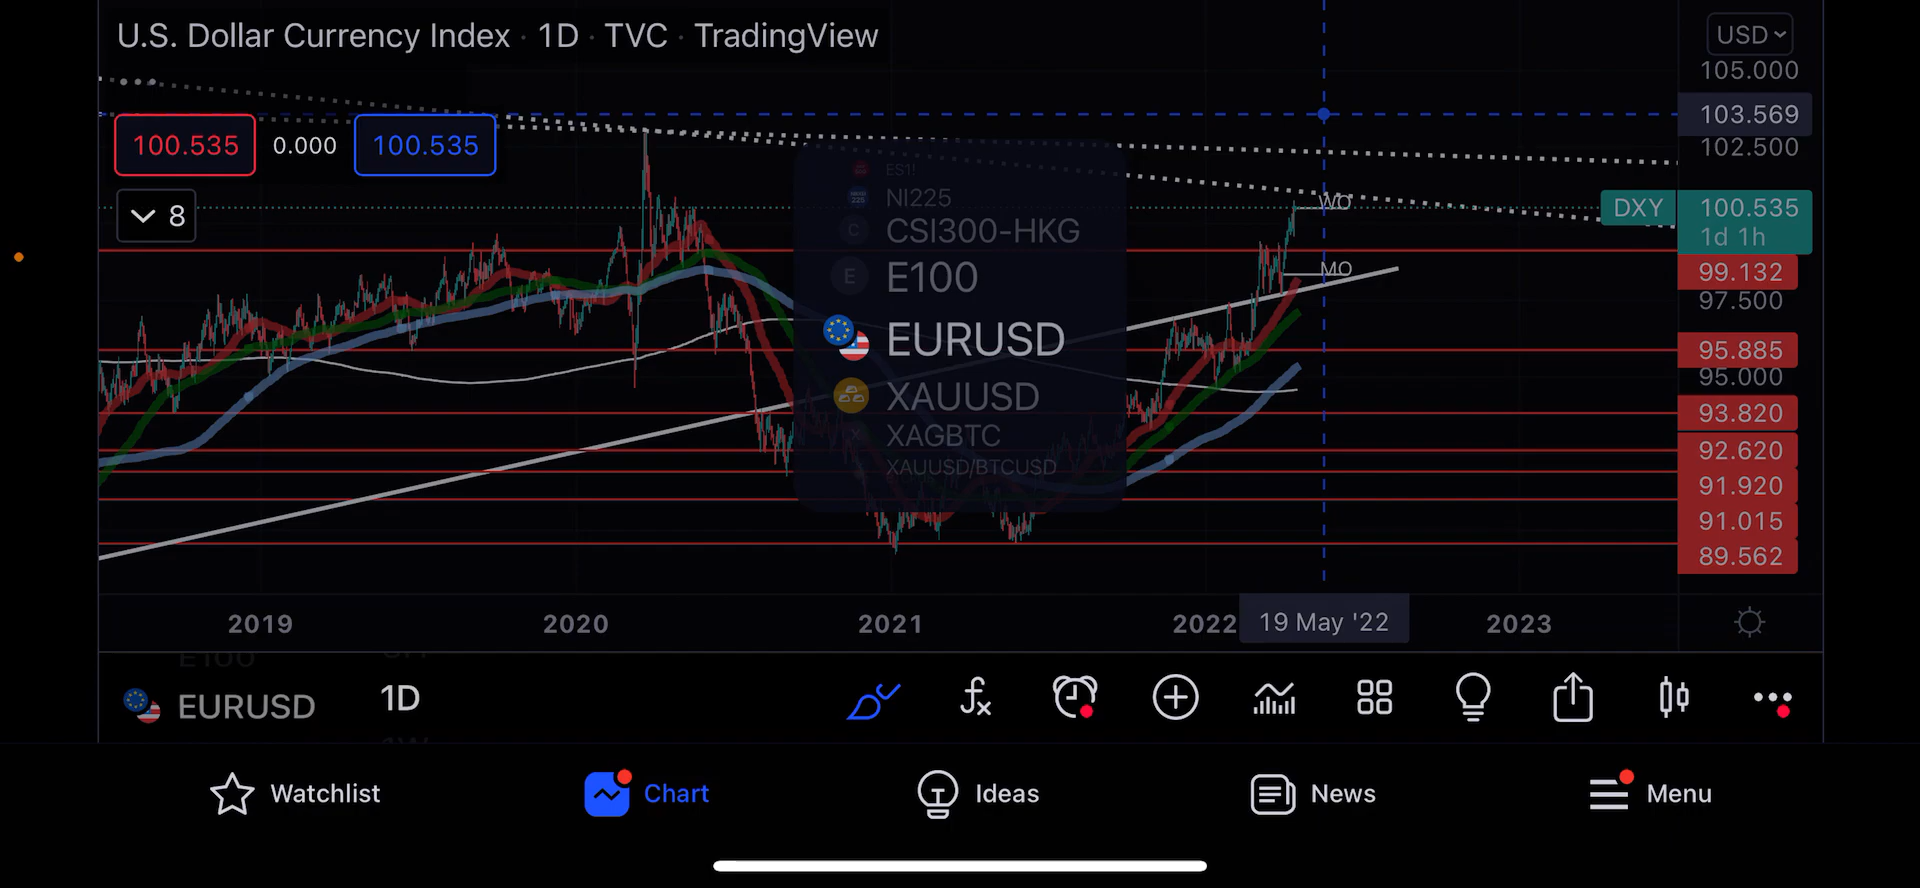 U.S. Dollar Currency Index · 1D · TVC · TradingView
USD
105.000
103.569
102.500
100.535 0.000 100.535
8
DXY 100.535
1d 1h
WO
MO
99.132
97.500
95.885
95.000
93.820
92.620
91.920
91.015
89.562
ES1!
NI225
CSI300-HKG
E E100
EURUSD
XAUUSD
XAGBTC
XAUUSD/BTCUSD
2019 2020 2021 2022 19 May '22 2023
E100
EURUSD 1D
1W
Watchlist Chart Ideas News Menu